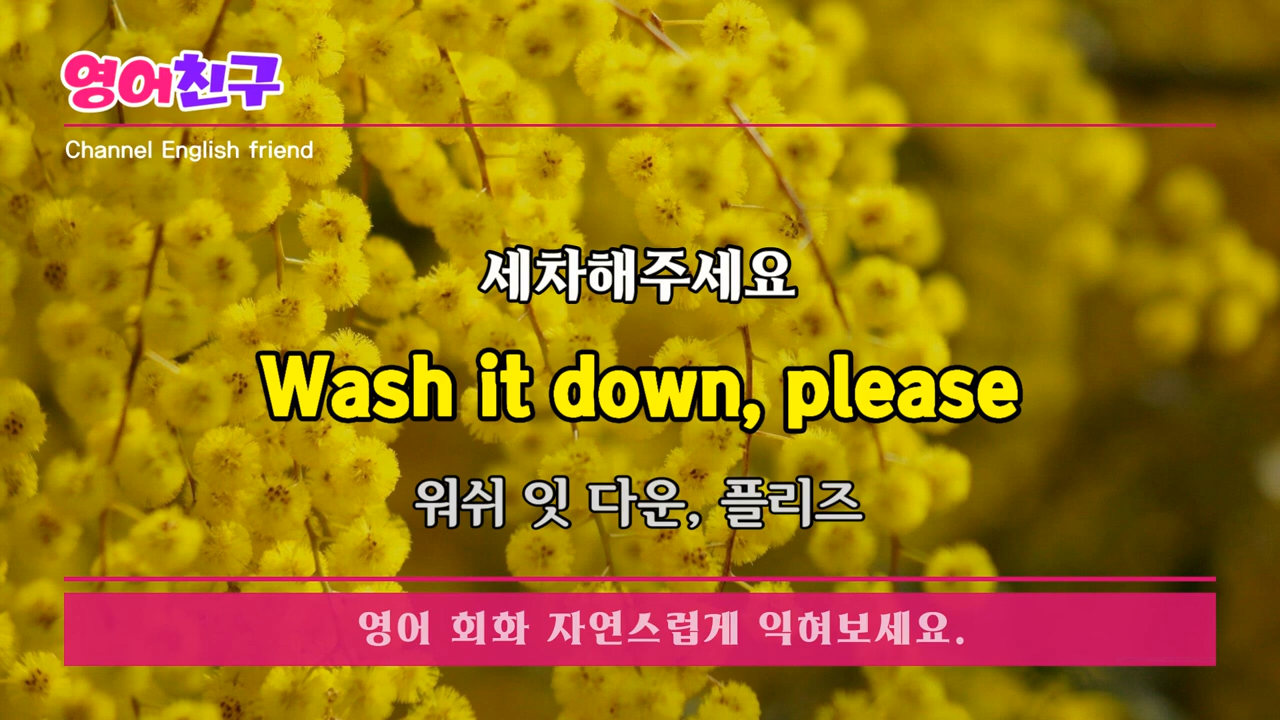 영어친구
Channel English friend
세차해주세요
Wash it down, please
워쉬 잇 다운, 플리즈
영어 회화 자연스럽게 익혀보세요.